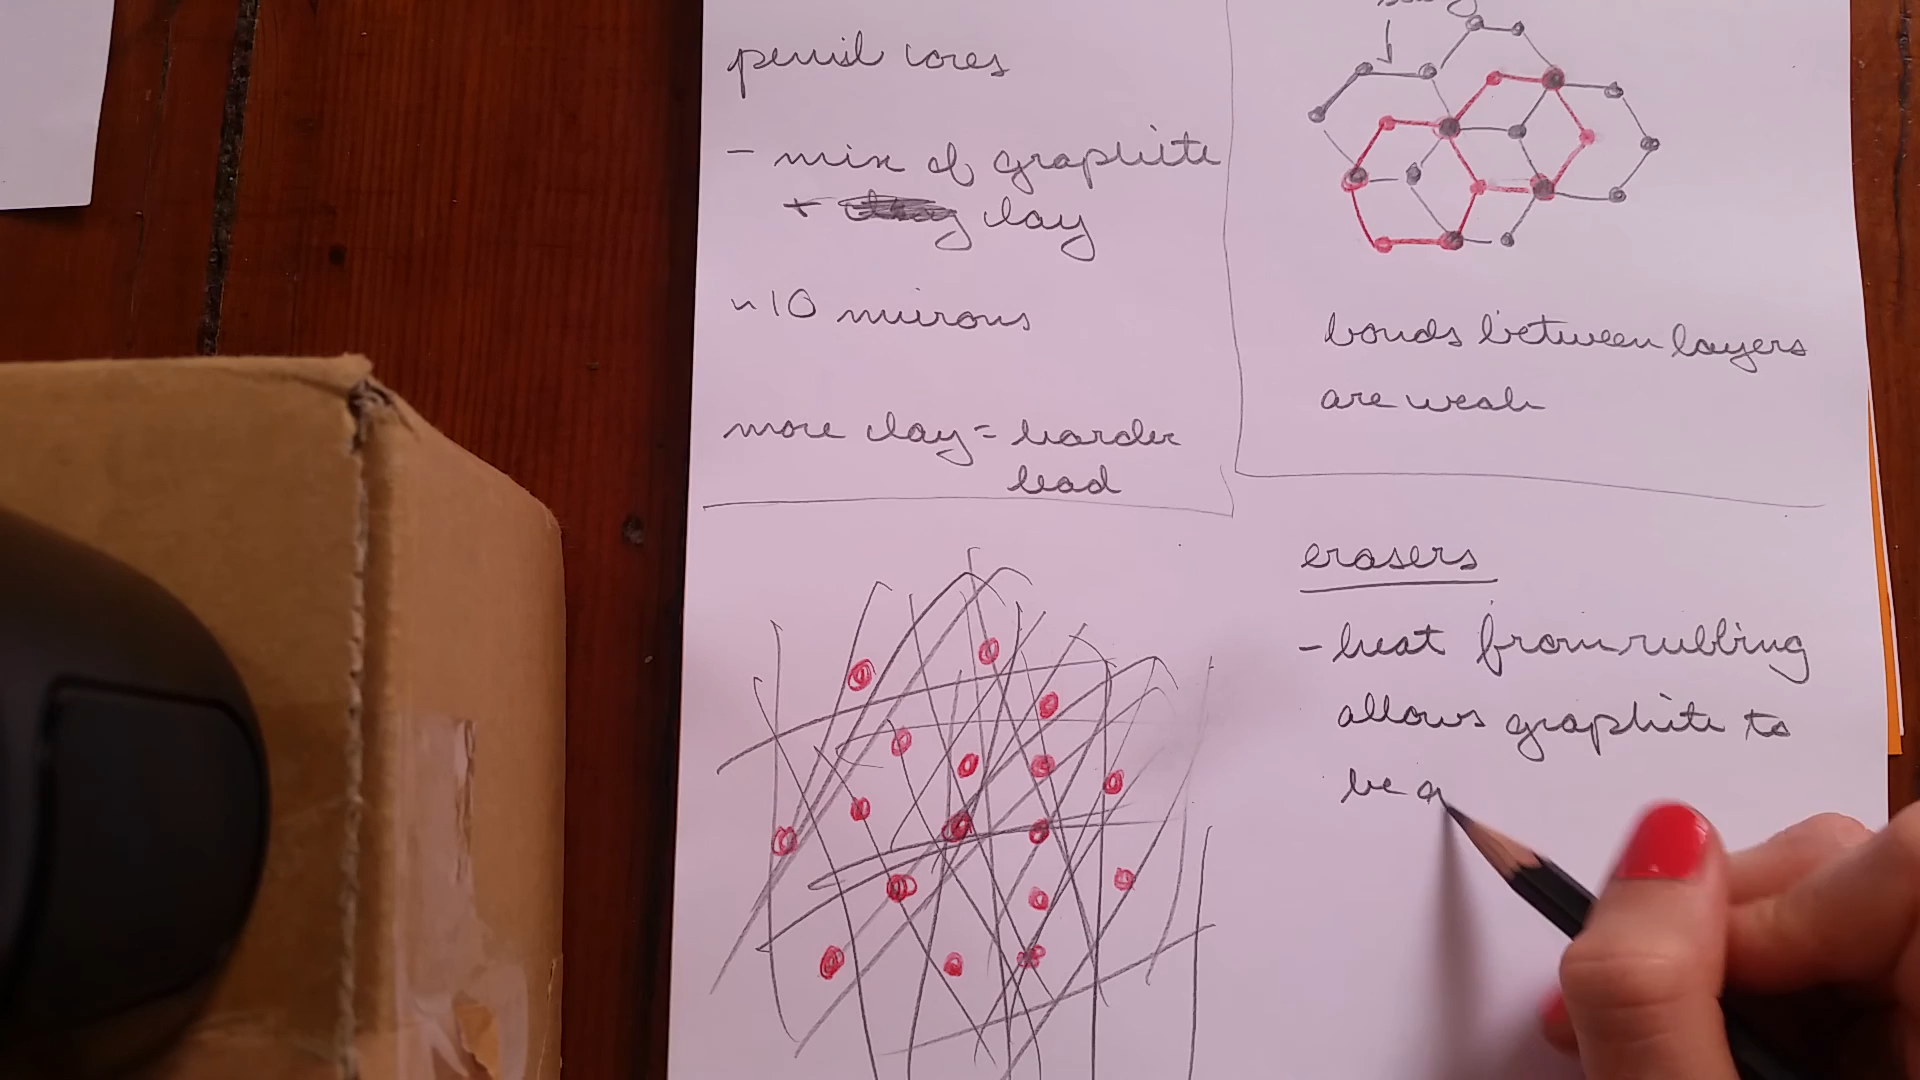 pencil cores
- mix of graphite
+ clay
~10 microns
more clay = harder
lead
bonds between layers
are weak
erasers
- heat from rubbing
allows graphite to
be a